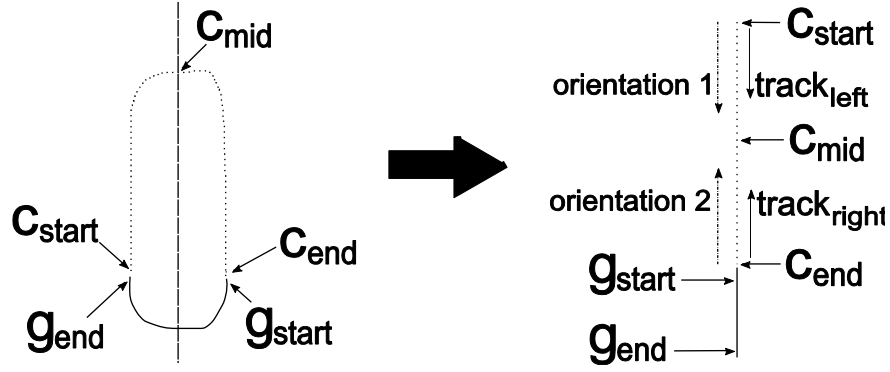 Cmid
Cstart
Cend
gend
gstart
Cstart
orientation 1
trackleft
Cmid
orientation 2
trackright
gstart
Cend
gend